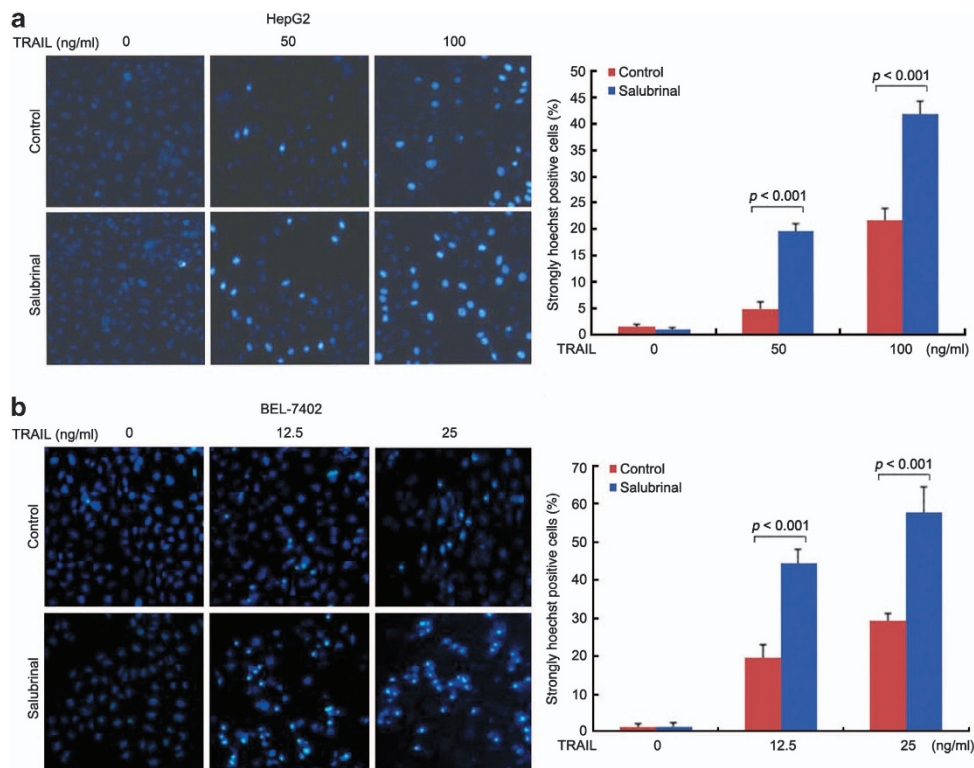 a
HepG2
TRAIL (ng/ml) 0 50 100
Control
Salubrinal
Strongly hoechst positive cells (%)
50
45
40
35
30
25
20
15
10
5
0
Control
Salubrinal
p < 0.001
p < 0.001
TRAIL 0 50 100 (ng/ml)
b
BEL-7402
TRAIL (ng/ml) 0 12.5 25
Control
Salubrinal
Strongly hoechst positive cells (%)
70
60
50
40
30
20
10
0
Control
Salubrinal
p < 0.001
p < 0.001
TRAIL 0 12.5 25 (ng/ml)